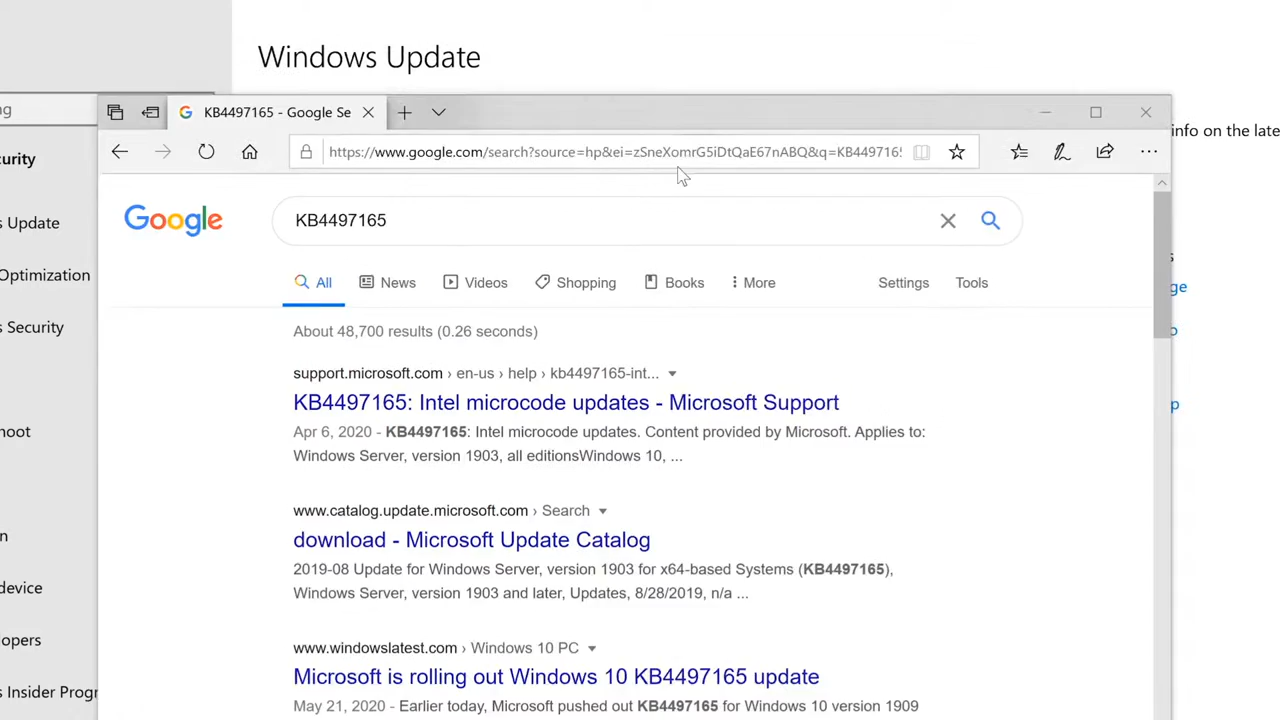 Windows Update
ng
KB4497165 - Google Se
info on the late
https://www.google.com/search?source=hp&ei=zSneXomrG5iDtQaE67nABQ&q=KB4497165
curity
Google
KB4497165
s Update
s
Optimization
All News Videos Shopping Books More Settings Tools
ge
s Security
About 48,700 results (0.26 seconds)
o
support.microsoft.com › en-us › help › kb4497165-int...
KB4497165: Intel microcode updates - Microsoft Support
p
Apr 6, 2020 - KB4497165: Intel microcode updates. Content provided by Microsoft. Applies to:
hoot
Windows Server, version 1903, all editionsWindows 10, ...
www.catalog.update.microsoft.com › Search
n
download - Microsoft Update Catalog
2019-08 Update for Windows Server, version 1903 for x64-based Systems (KB4497165),
device
Windows Server, version 1903 and later, Updates, 8/28/2019, n/a ...
lopers
www.windowslatest.com › Windows 10 PC
Microsoft is rolling out Windows 10 KB4497165 update
s Insider Progr
May 21, 2020 - Earlier today, Microsoft pushed out KB4497165 for Windows 10 version 1909